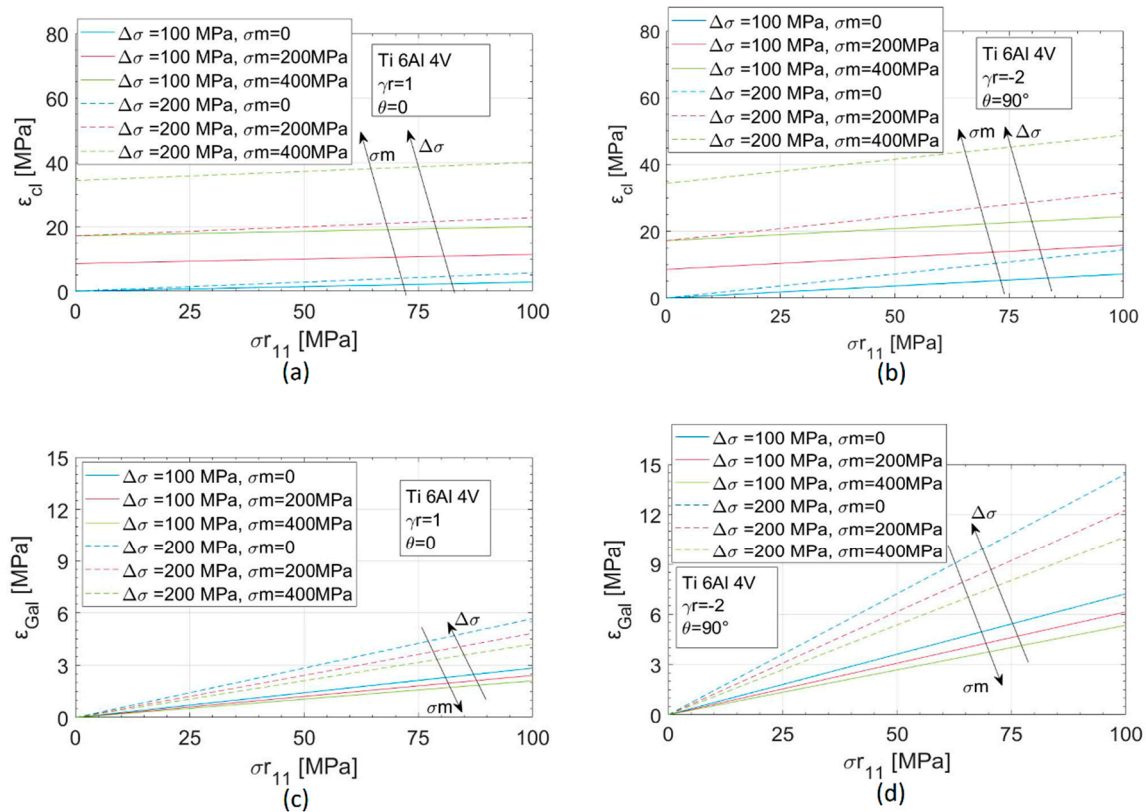 Δσ =100 MPa, σm=0
Δσ =100 MPa, σm=200MPa
Δσ =100 MPa, σm=400MPa
Δσ =200 MPa, σm=0
Δσ =200 MPa, σm=200MPa
Δσ =200 MPa, σm=400MPa
Ti 6Al 4V
γr=1
θ=0
σm
Δσ
80
60
40
20
0
ε_cl [MPa]
0 25 50 75 100
σr_11 [MPa]
(a)
Δσ =100 MPa, σm=0
Δσ =100 MPa, σm=200MPa
Δσ =100 MPa, σm=400MPa
Δσ =200 MPa, σm=0
Δσ =200 MPa, σm=200MPa
Δσ =200 MPa, σm=400MPa
Ti 6Al 4V
γr=-2
θ=90°
σm
Δσ
80
60
40
20
0
ε_cl [MPa]
0 25 50 75 100
σr_11 [MPa]
(b)
Δσ =100 MPa, σm=0
Δσ =100 MPa, σm=200MPa
Δσ =100 MPa, σm=400MPa
Δσ =200 MPa, σm=0
Δσ =200 MPa, σm=200MPa
Δσ =200 MPa, σm=400MPa
Ti 6Al 4V
γr=1
θ=0
Δσ
σm
15
12
9
6
3
0
ε_Gal [MPa]
0 25 50 75 100
σr_11 [MPa]
(c)
Δσ =100 MPa, σm=0
Δσ =100 MPa, σm=200MPa
Δσ =100 MPa, σm=400MPa
Δσ =200 MPa, σm=0
Δσ =200 MPa, σm=200MPa
Δσ =200 MPa, σm=400MPa
Δσ
Ti 6Al 4V
γr=-2
θ=90°
σm
15
12
9
6
3
0
ε_Gal [MPa]
0 25 50 75 100
σr_11 [MPa]
(d)